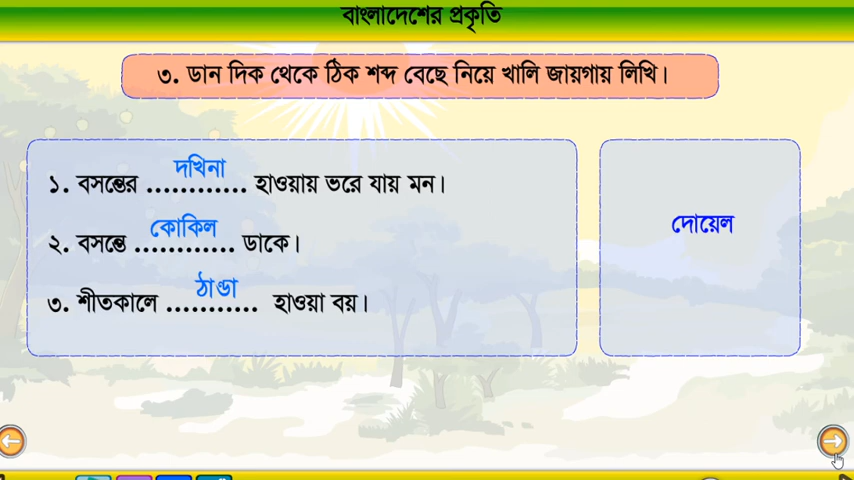 বাংলাদেশের প্রকৃতি
৩. ডান দিক থেকে ঠিক শব্দ বেছে নিয়ে খালি জায়গায় লিখি।
১. বসন্তের দখিনা ............ হাওয়ায় ভরে যায় মন।
২. বসন্তে কোকিল ............ ডাকে।
৩. শীতকালে ঠাণ্ডা ........... হাওয়া বয়।
দোয়েল